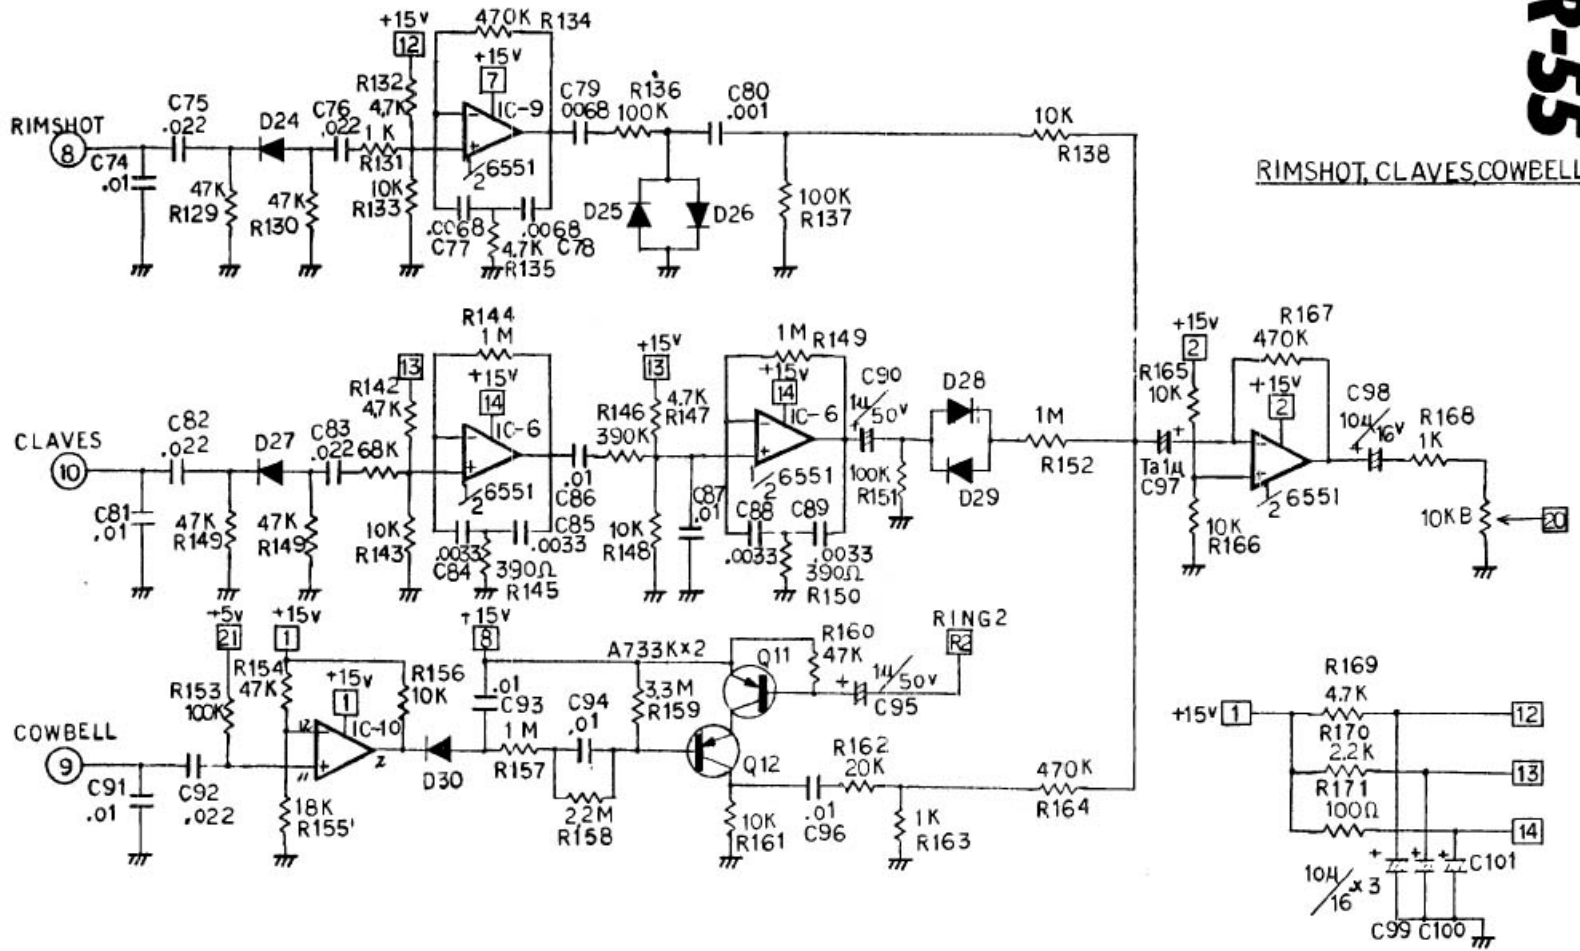 R-55
RIMSHOT, CLAVES, COWBELL
RIMSHOT
8
C74
.01
C75
.022
47K
R129
D24
47K
R130
C76
.022
1K
R131
+15v
12
R132
4.7K
10K
R133
470K
R134
+15v
7
IC-9
1/2 6551
.0068
C77
4.7K
R135
.0068
C78
C79
0068
R136
100K
D25
D26
C80
.001
100K
R137
10K
R138
CLAVES
10
C81
.01
C82
.022
47K
R149
D27
47K
R149
C83
.022
68K
13
R142
4.7K
10K
R143
R144
1M
+15v
14
IC-6
1/2 6551
.0033
C84
390Ω
R145
C85
.0033
C86
.01
R146
390K
+15v
13
4.7K
R147
10K
R148
C87
.01
1M
R149
+15v
14
IC-6
1/2 6551
C88
.0033
390Ω
R150
C89
.0033
C90
1μ/50v
100K
R151
D28
D29
1M
R152
+15v
2
R165
10K
Ta1μ
C97
10K
R166
R167
470K
+15v
2
1/2 6551
C98
10μ/16v
R168
1K
10KB
20
COWBELL
9
C91
.01
C92
.022
+5v
21
R153
100K
+15v
1
R154
47K
18K
R155
+15v
1
IC-10
11
2
R156
10K
D30
+15v
8
.01
C93
1M
R157
C94
.01
2.2M
R158
A733K×2
3.3M
R159
Q11
Q12
R160
47K
1μ/50v
C95
RING2
R2
10K
R161
.01
C96
R162
20K
1K
R163
470K
R164
+15v
1
R169
4.7K
R170
2.2K
R171
100Ω
12
13
14
10μ/16 ×3
C99
C100
C101